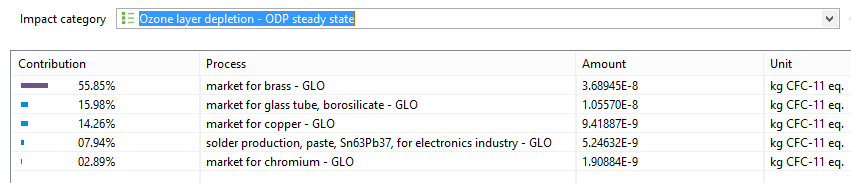 Impact category Ozone layer depletion - ODP steady state
Contribution Process Amount Unit
55.85% market for brass - GLO 3.68945E-8 kg CFC-11 eq.
15.98% market for glass tube, borosilicate - GLO 1.05570E-8 kg CFC-11 eq.
14.26% market for copper - GLO 9.41887E-9 kg CFC-11 eq.
07.94% solder production, paste, Sn63Pb37, for electronics industry - GLO 5.24632E-9 kg CFC-11 eq.
02.89% market for chromium - GLO 1.90884E-9 kg CFC-11 eq.